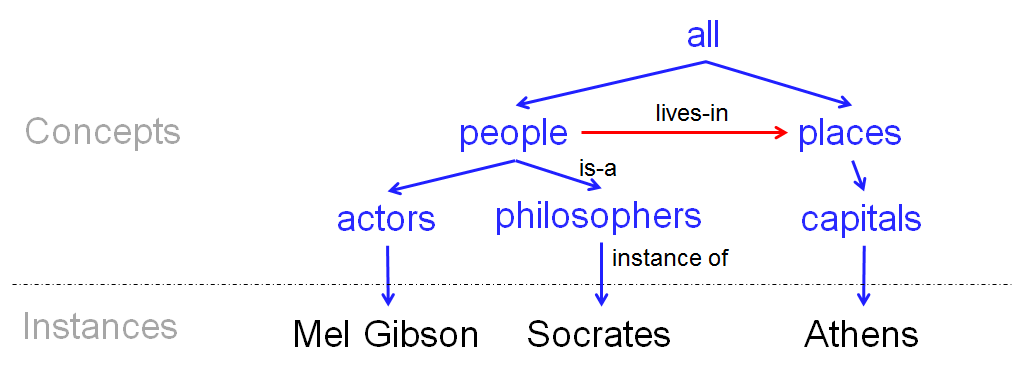 all
lives-in
Concepts
people
places
is-a
actors
philosophers
capitals
instance of
Instances
Mel Gibson
Socrates
Athens